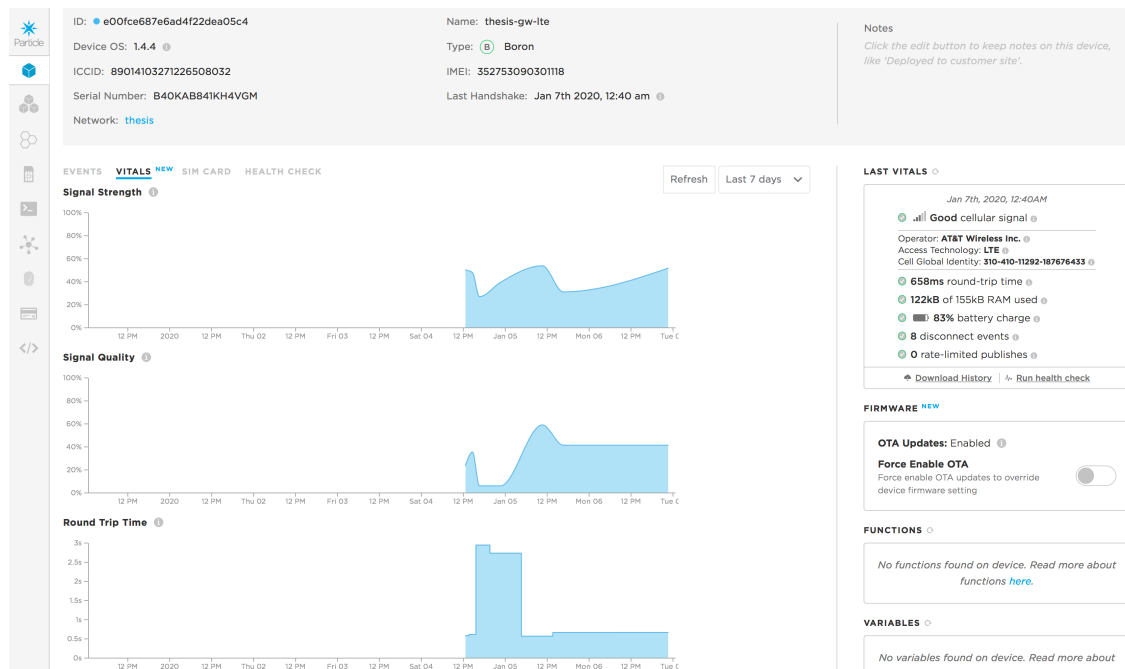 Particle
ID: e00fce687e6ad4f22dea05c4
Device OS: 1.4.4
ICCID: 89014103271226508032
Serial Number: B40KAB841KH4VGM
Network: thesis
Name: thesis-gw-lte
Type: B Boron
IMEI: 352753090301118
Last Handshake: Jan 7th 2020, 12:40 am
Notes
Click the edit button to keep notes on this device,
like 'Deployed to customer site'.
EVENTS VITALS NEW SIM CARD HEALTH CHECK
Refresh Last 7 days
Signal Strength
100%
80%
60%
40%
20%
0%
12 PM 2020 12 PM Thu 02 12 PM Fri 03 12 PM Sat 04 12 PM Jan 05 12 PM Mon 06 12 PM Tue 0
Signal Quality
100%
80%
60%
40%
20%
0%
12 PM 2020 12 PM Thu 02 12 PM Fri 03 12 PM Sat 04 12 PM Jan 05 12 PM Mon 06 12 PM Tue 0
Round Trip Time
3s
2.5s
2s
1.5s
1s
0.5s
0s
12 PM 2020 12 PM Thu 02 12 PM Fri 03 12 PM Sat 04 12 PM Jan 05 12 PM Mon 06 12 PM Tue 0
LAST VITALS
Jan 7th, 2020, 12:40AM
Good cellular signal
Operator: AT&T Wireless Inc.
Access Technology: LTE
Cell Global Identity: 310-410-11292-187676433
658ms round-trip time
122kB of 155kB RAM used
83% battery charge
8 disconnect events
0 rate-limited publishes
Download History Run health check
FIRMWARE NEW
OTA Updates: Enabled
Force Enable OTA
Force enable OTA updates to override
device firmware setting
FUNCTIONS
No functions found on device. Read more about
functions here.
VARIABLES
No variables found on device. Read more about